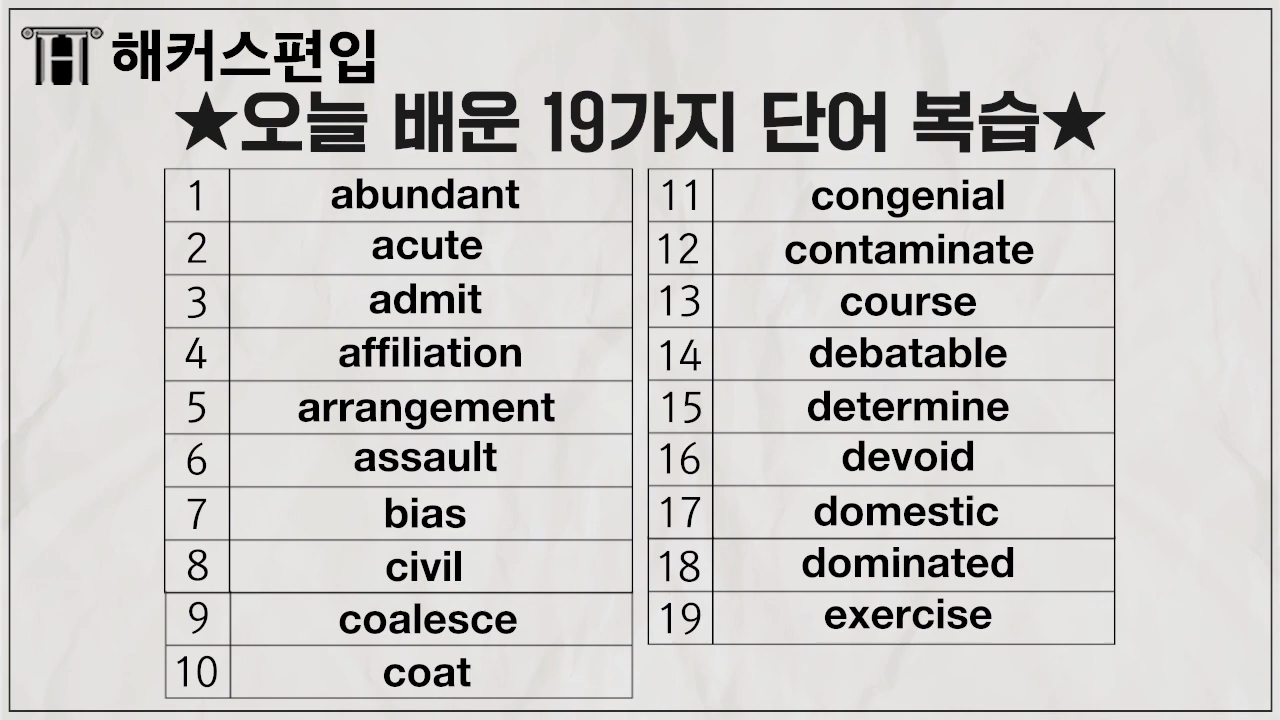 해커스편입
★오늘 배운 19가지 단어 복습★
1 abundant
2 acute
3 admit
4 affiliation
5 arrangement
6 assault
7 bias
8 civil
9 coalesce
10 coat
11 congenial
12 contaminate
13 course
14 debatable
15 determine
16 devoid
17 domestic
18 dominated
19 exercise